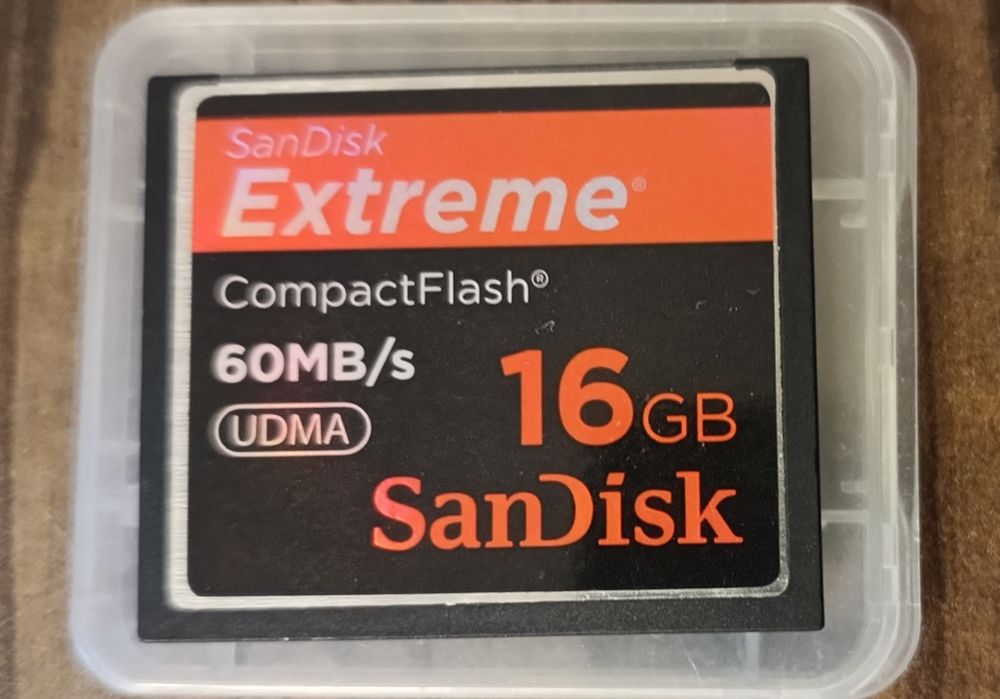 SanDisk
Extreme®
CompactFlash®
60MB/s
UDMA
16GB
SanDisk